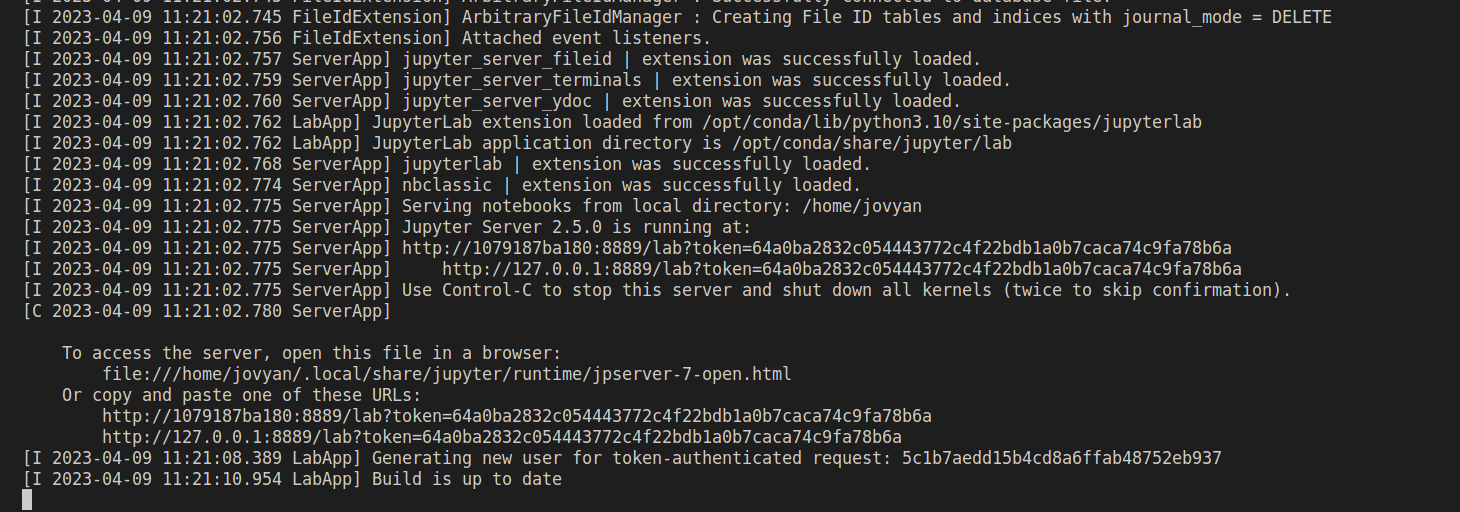 [I 2023-04-09 11:21:02.743 FileIdExtension] ArbitraryFileIdManager : Successfully connected to database file.
[I 2023-04-09 11:21:02.745 FileIdExtension] ArbitraryFileIdManager : Creating File ID tables and indices with journal_mode = DELETE
[I 2023-04-09 11:21:02.756 FileIdExtension] Attached event listeners.
[I 2023-04-09 11:21:02.757 ServerApp] jupyter_server_fileid | extension was successfully loaded.
[I 2023-04-09 11:21:02.759 ServerApp] jupyter_server_terminals | extension was successfully loaded.
[I 2023-04-09 11:21:02.760 ServerApp] jupyter_server_ydoc | extension was successfully loaded.
[I 2023-04-09 11:21:02.762 LabApp] JupyterLab extension loaded from /opt/conda/lib/python3.10/site-packages/jupyterlab
[I 2023-04-09 11:21:02.762 LabApp] JupyterLab application directory is /opt/conda/share/jupyter/lab
[I 2023-04-09 11:21:02.768 ServerApp] jupyterlab | extension was successfully loaded.
[I 2023-04-09 11:21:02.774 ServerApp] nbclassic | extension was successfully loaded.
[I 2023-04-09 11:21:02.775 ServerApp] Serving notebooks from local directory: /home/jovyan
[I 2023-04-09 11:21:02.775 ServerApp] Jupyter Server 2.5.0 is running at:
[I 2023-04-09 11:21:02.775 ServerApp] http://1079187ba180:8889/lab?token=64a0ba2832c054443772c4f22bdb1a0b7caca74c9fa78b6a
[I 2023-04-09 11:21:02.775 ServerApp]     http://127.0.0.1:8889/lab?token=64a0ba2832c054443772c4f22bdb1a0b7caca74c9fa78b6a
[I 2023-04-09 11:21:02.775 ServerApp] Use Control-C to stop this server and shut down all kernels (twice to skip confirmation).
[C 2023-04-09 11:21:02.780 ServerApp]
To access the server, open this file in a browser:
file:///home/jovyan/.local/share/jupyter/runtime/jpserver-7-open.html
Or copy and paste one of these URLs:
http://1079187ba180:8889/lab?token=64a0ba2832c054443772c4f22bdb1a0b7caca74c9fa78b6a
http://127.0.0.1:8889/lab?token=64a0ba2832c054443772c4f22bdb1a0b7caca74c9fa78b6a
[I 2023-04-09 11:21:08.389 LabApp] Generating new user for token-authenticated request: 5c1b7aedd15b4cd8a6ffab48752eb937
[I 2023-04-09 11:21:10.954 LabApp] Build is up to date